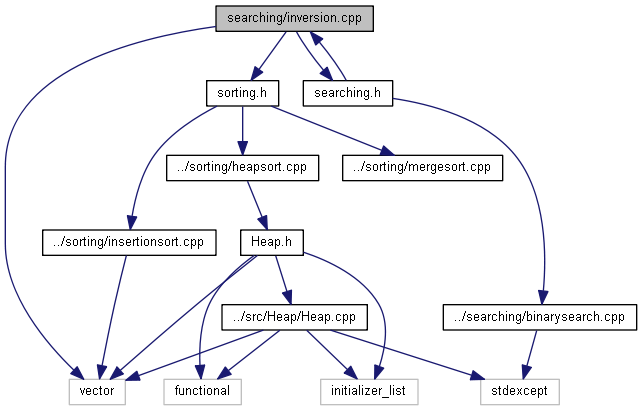 searching/inversion.cpp
sorting.h
searching.h
../sorting/heapsort.cpp
../sorting/mergesort.cpp
../sorting/insertionsort.cpp
Heap.h
../src/Heap/Heap.cpp
../searching/binarysearch.cpp
vector
functional
initializer_list
stdexcept